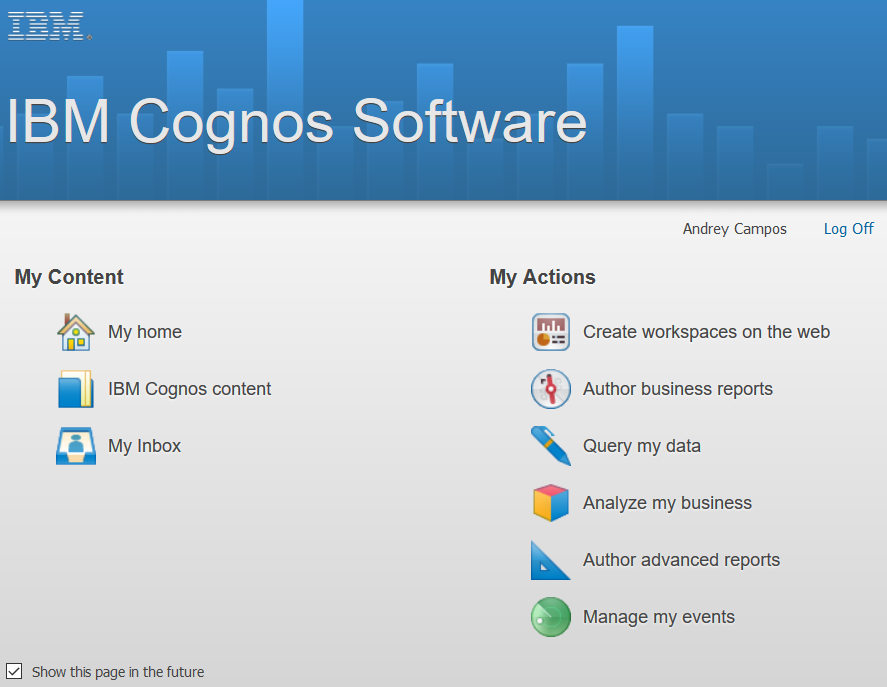 IBM
IBM Cognos Software
Andrey Campos Log Off
My Content
My home
IBM Cognos content
My Inbox
My Actions
Create workspaces on the web
Author business reports
Query my data
Analyze my business
Author advanced reports
Manage my events
Show this page in the future